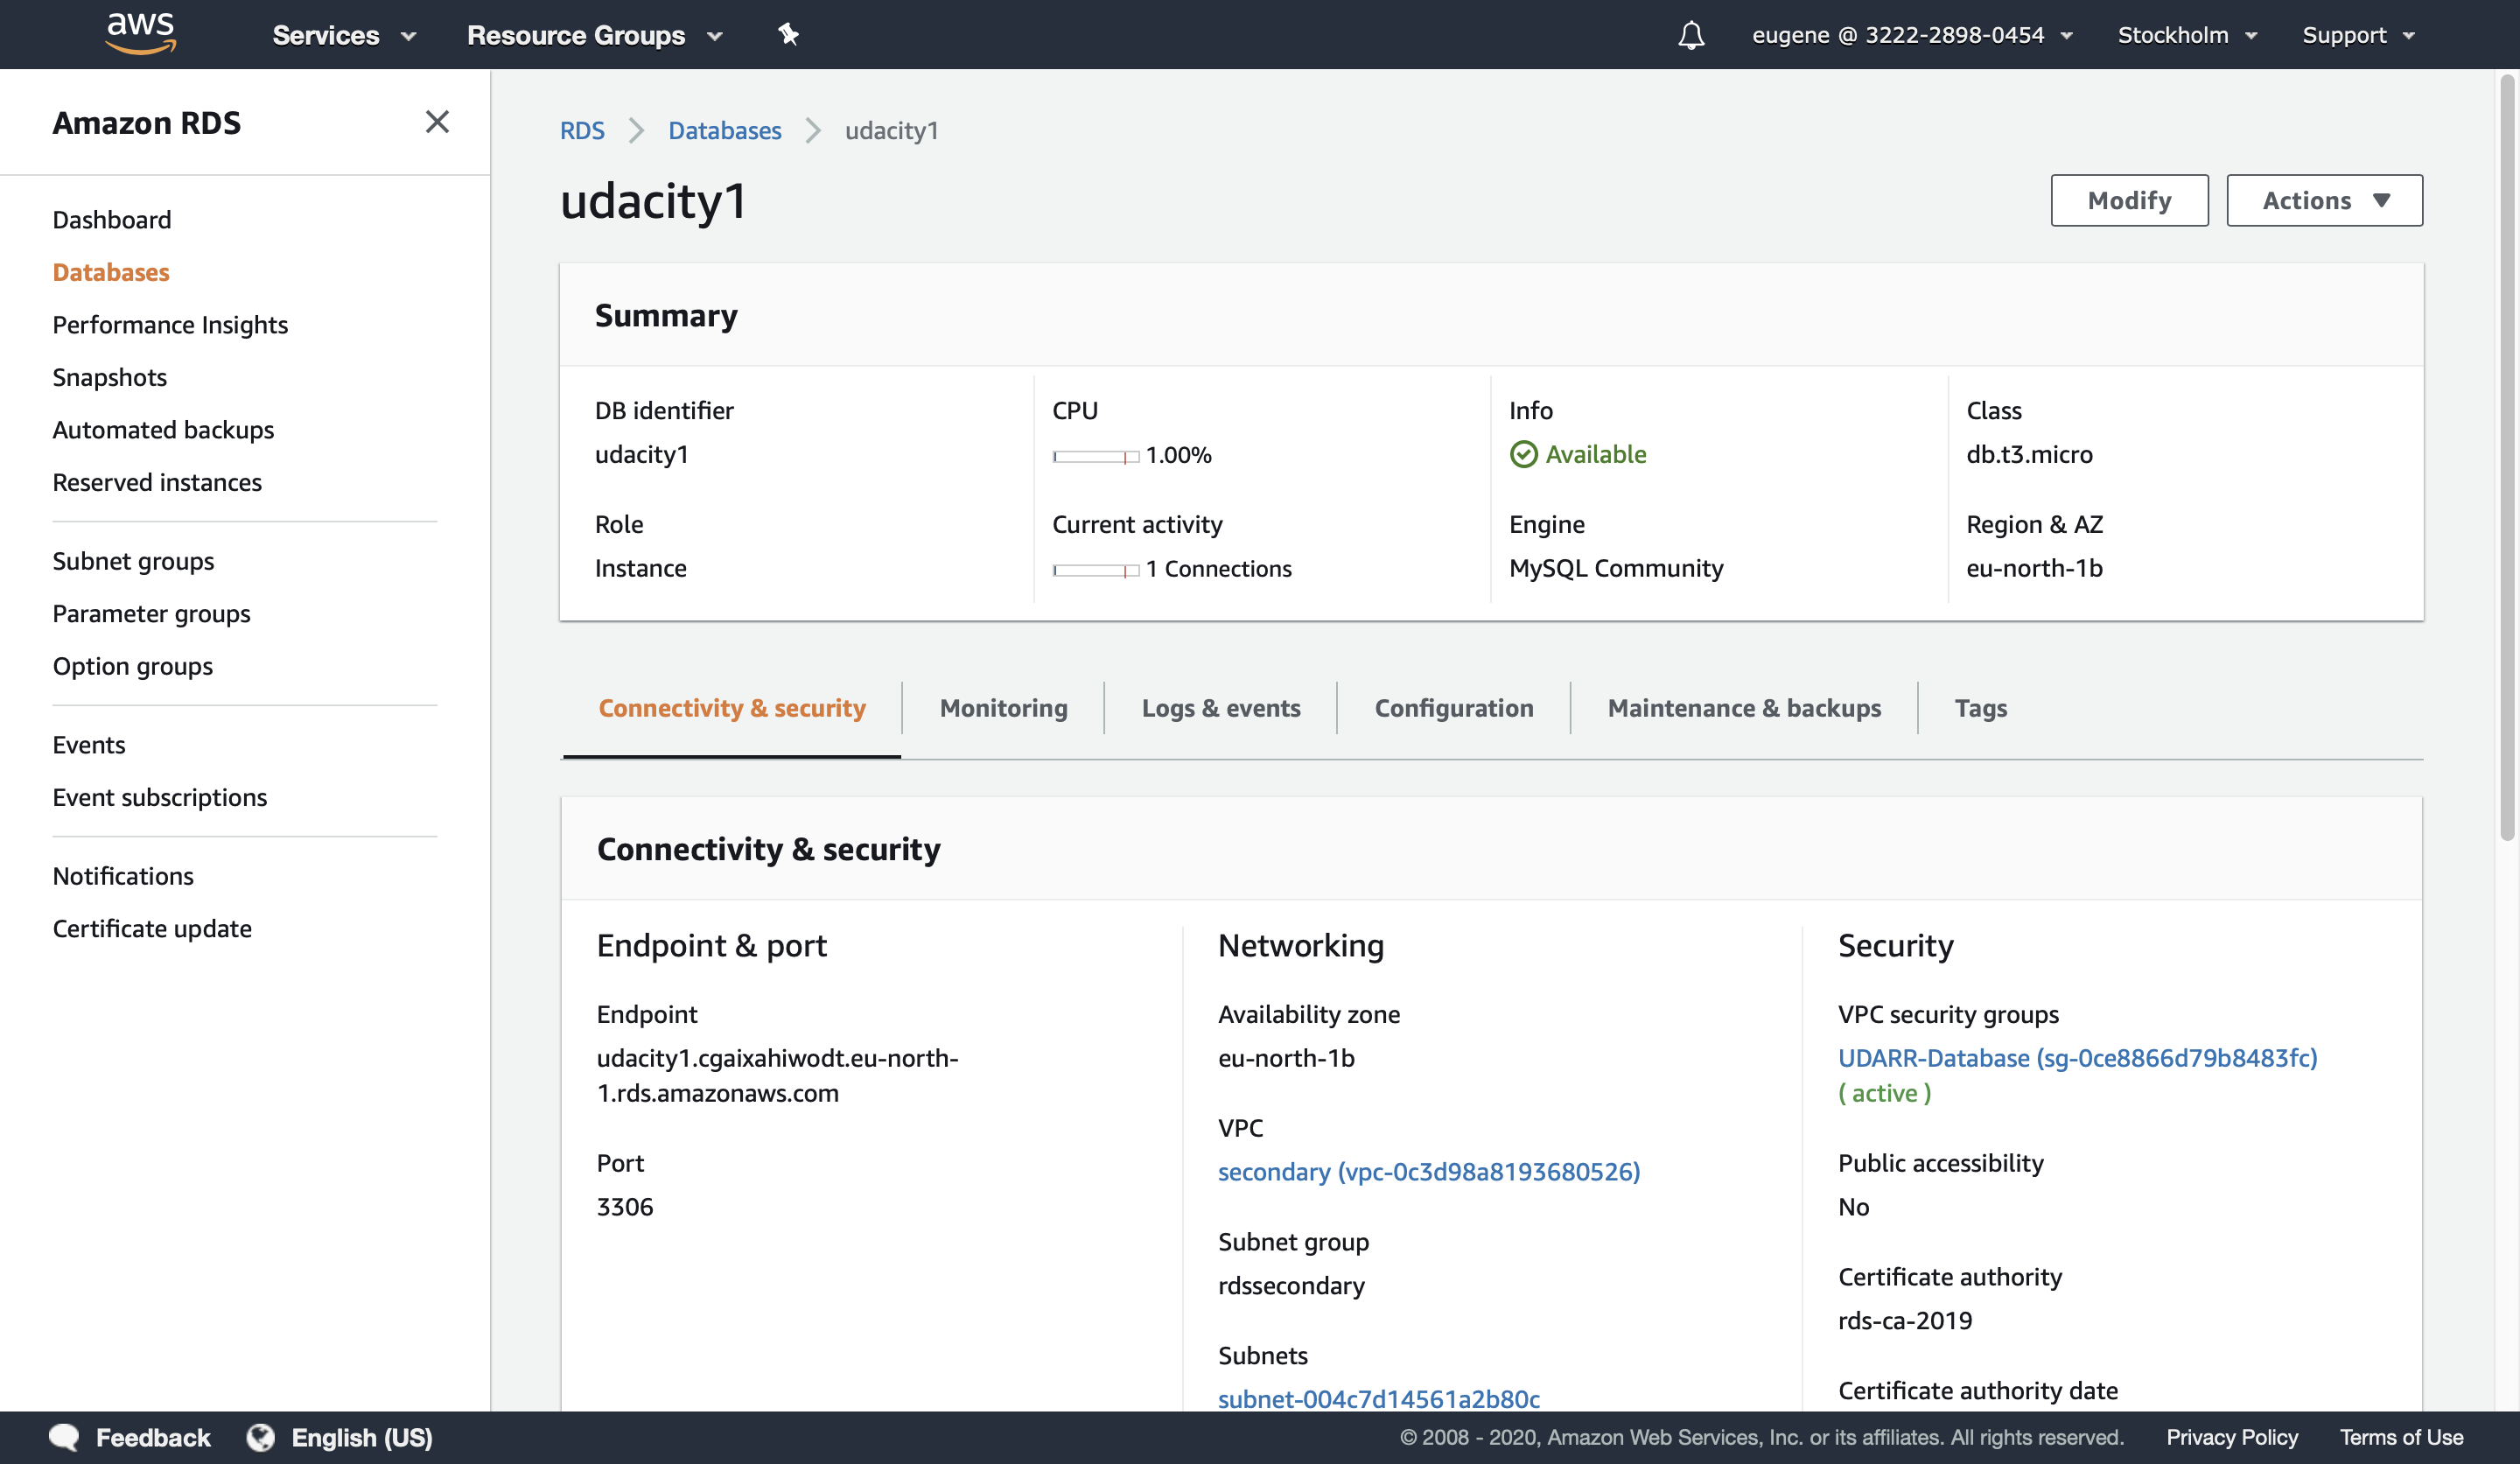 aws
Services
Resource Groups
eugene @ 3222-2898-0454
Stockholm
Support
Amazon RDS
Dashboard
Databases
Performance Insights
Snapshots
Automated backups
Reserved instances
Subnet groups
Parameter groups
Option groups
Events
Event subscriptions
Notifications
Certificate update
RDS
Databases
udacity1
udacity1
Modify
Actions
Summary
DB identifier
udacity1
Role
Instance
CPU
1.00%
Current activity
1 Connections
Info
Available
Engine
MySQL Community
Class
db.t3.micro
Region & AZ
eu-north-1b
Connectivity & security
Monitoring
Logs & events
Configuration
Maintenance & backups
Tags
Connectivity & security
Endpoint & port
Endpoint
udacity1.cgaixahiwodt.eu-north-
1.rds.amazonaws.com
Port
3306
Networking
Availability zone
eu-north-1b
VPC
secondary (vpc-0c3d98a8193680526)
Subnet group
rdssecondary
Subnets
subnet-004c7d14561a2b80c
Security
VPC security groups
UDARR-Database (sg-0ce8866d79b8483fc)
( active )
Public accessibility
No
Certificate authority
rds-ca-2019
Certificate authority date
Feedback
English (US)
© 2008 - 2020, Amazon Web Services, Inc. or its affiliates. All rights reserved.
Privacy Policy
Terms of Use